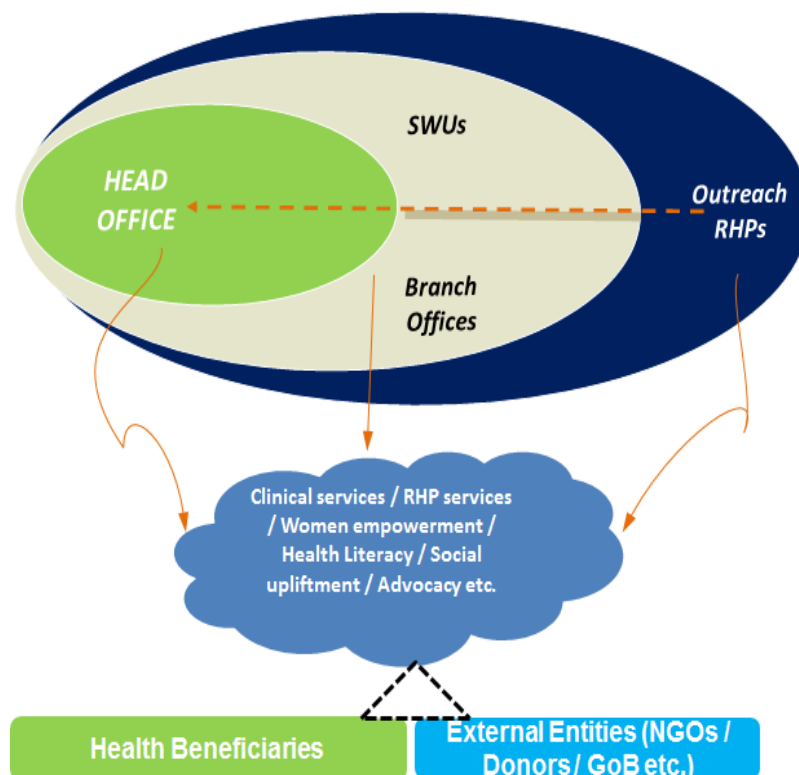 SWUs
HEAD
OFFICE
Outreach
RHPs
Branch
Offices
Clinical services / RHP services
/ Women empowerment /
Health Literacy / Social
upliftment / Advocacy etc.
Health Beneficiaries
External Entities (NGOs /
Donors / GoB etc.)